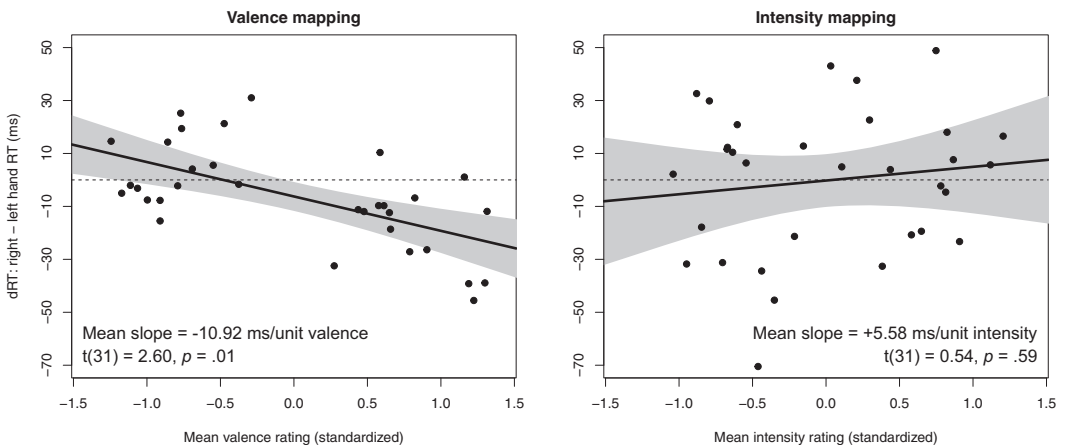 Valence mapping
dRT: right – left hand RT (ms)
50
30
10
−10
−30
−50
−70
Mean slope = -10.92 ms/unit valence
t(31) = 2.60, p = .01
−1.5 −1.0 −0.5 0.0 0.5 1.0 1.5
Mean valence rating (standardized)
Intensity mapping
50
30
10
−10
−30
−50
−70
Mean slope = +5.58 ms/unit intensity
t(31) = 0.54, p = .59
−1.5 −1.0 −0.5 0.0 0.5 1.0 1.5
Mean intensity rating (standardized)